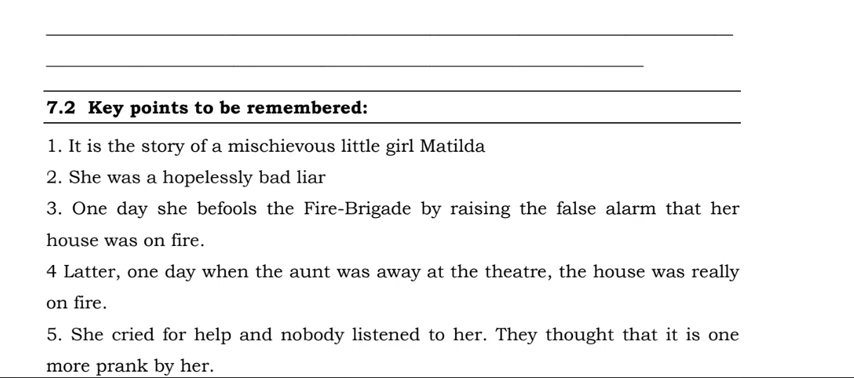 7.2 Key points to be remembered:
1. It is the story of a mischievous little girl Matilda
2. She was a hopelessly bad liar
3. One day she befools the Fire-Brigade by raising the false alarm that her
house was on fire.
4 Latter, one day when the aunt was away at the theatre, the house was really
on fire.
5. She cried for help and nobody listened to her. They thought that it is one
more prank by her.